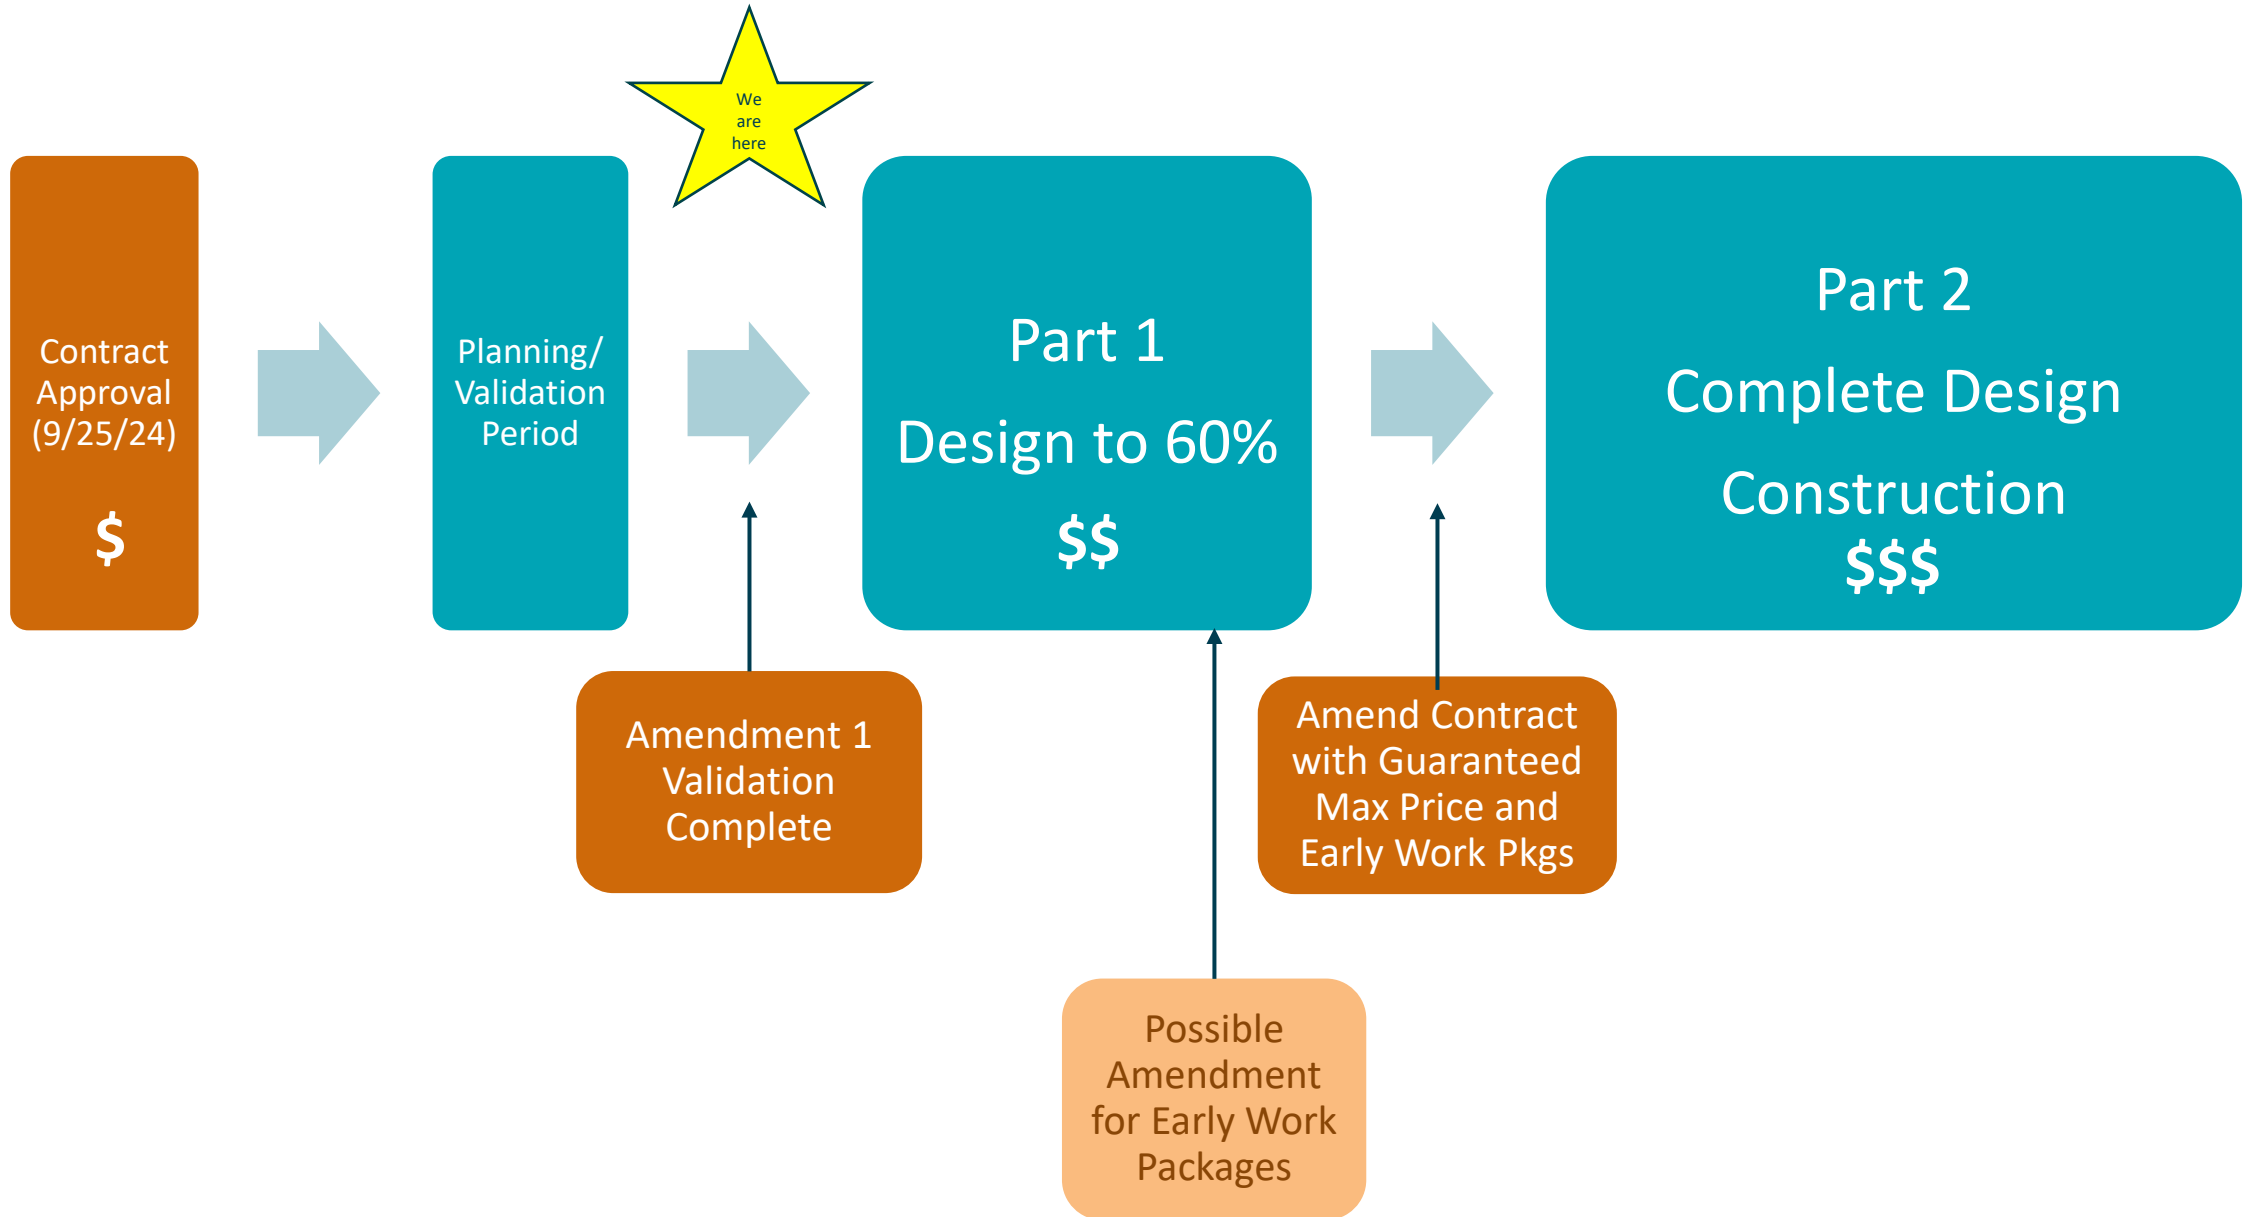 We
are
here
Contract
Approval
(9/25/24)
$
Planning/
Validation
Period
Part 1
Design to 60%
$$
Part 2
Complete Design
Construction
$$$
Amendment 1
Validation
Complete
Amend Contract
with Guaranteed
Max Price and
Early Work Pkgs
Possible
Amendment
for Early Work
Packages